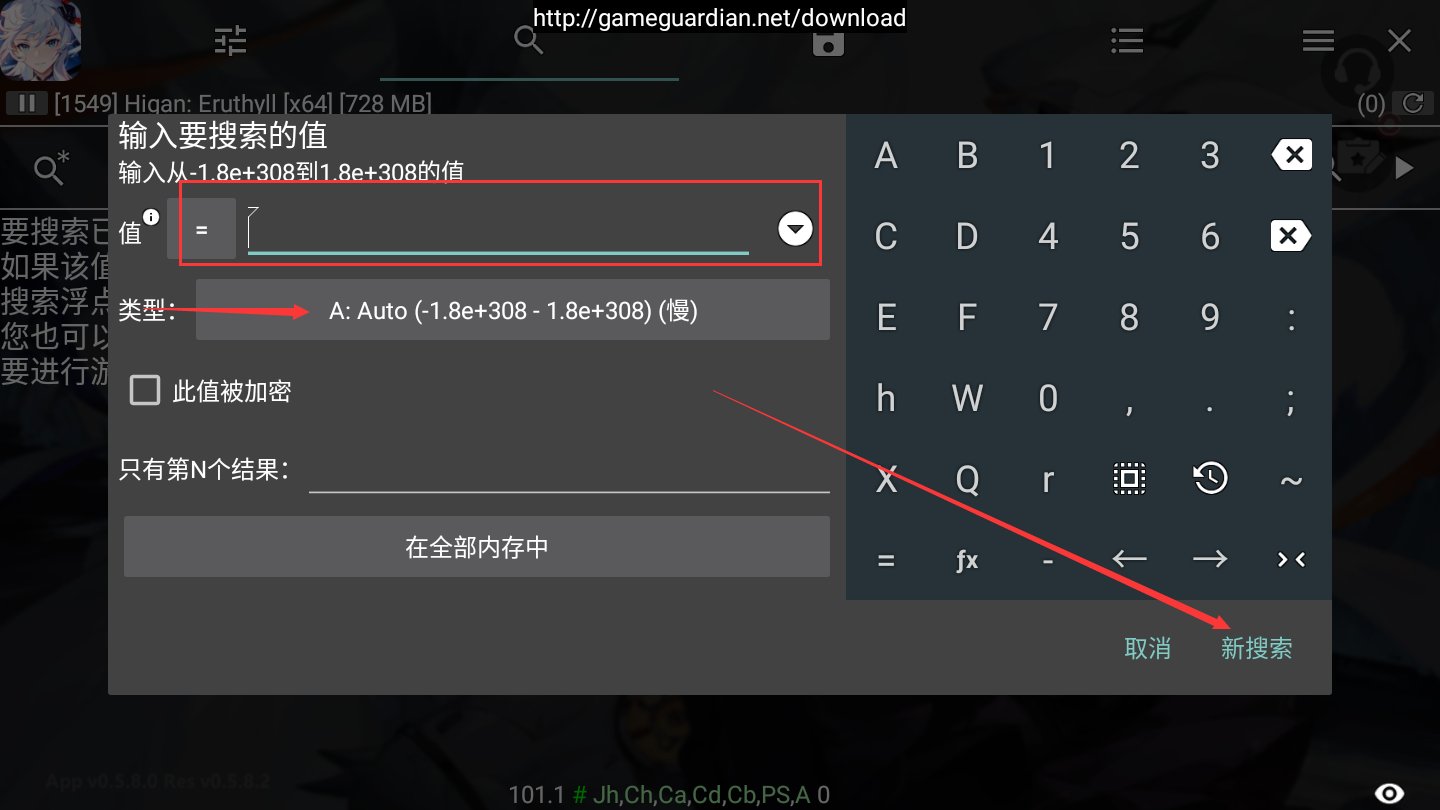 http://gameguardian.net/download
[1549] Higan: Eruthyll [x64] [728 MB]
(0)
输入要搜索的值
输入从-1.8e+308到1.8e+308的值
值 i =
类型： A: Auto (-1.8e+308 - 1.8e+308) (慢)
此值被加密
只有第N个结果：
在全部内存中
A B 1 2 3
C D 4 5 6
E F 7 8 9 :
h W 0 , . ;
X Q r ~
= ƒx - ← → ><
取消 新搜索
要搜索已
如果该值
搜索浮点
您也可以
要进行游
App v0.5.8.0 Res v0.5.8.2
101.1 # Jh,Ch,Ca,Cd,Cb,PS,A 0